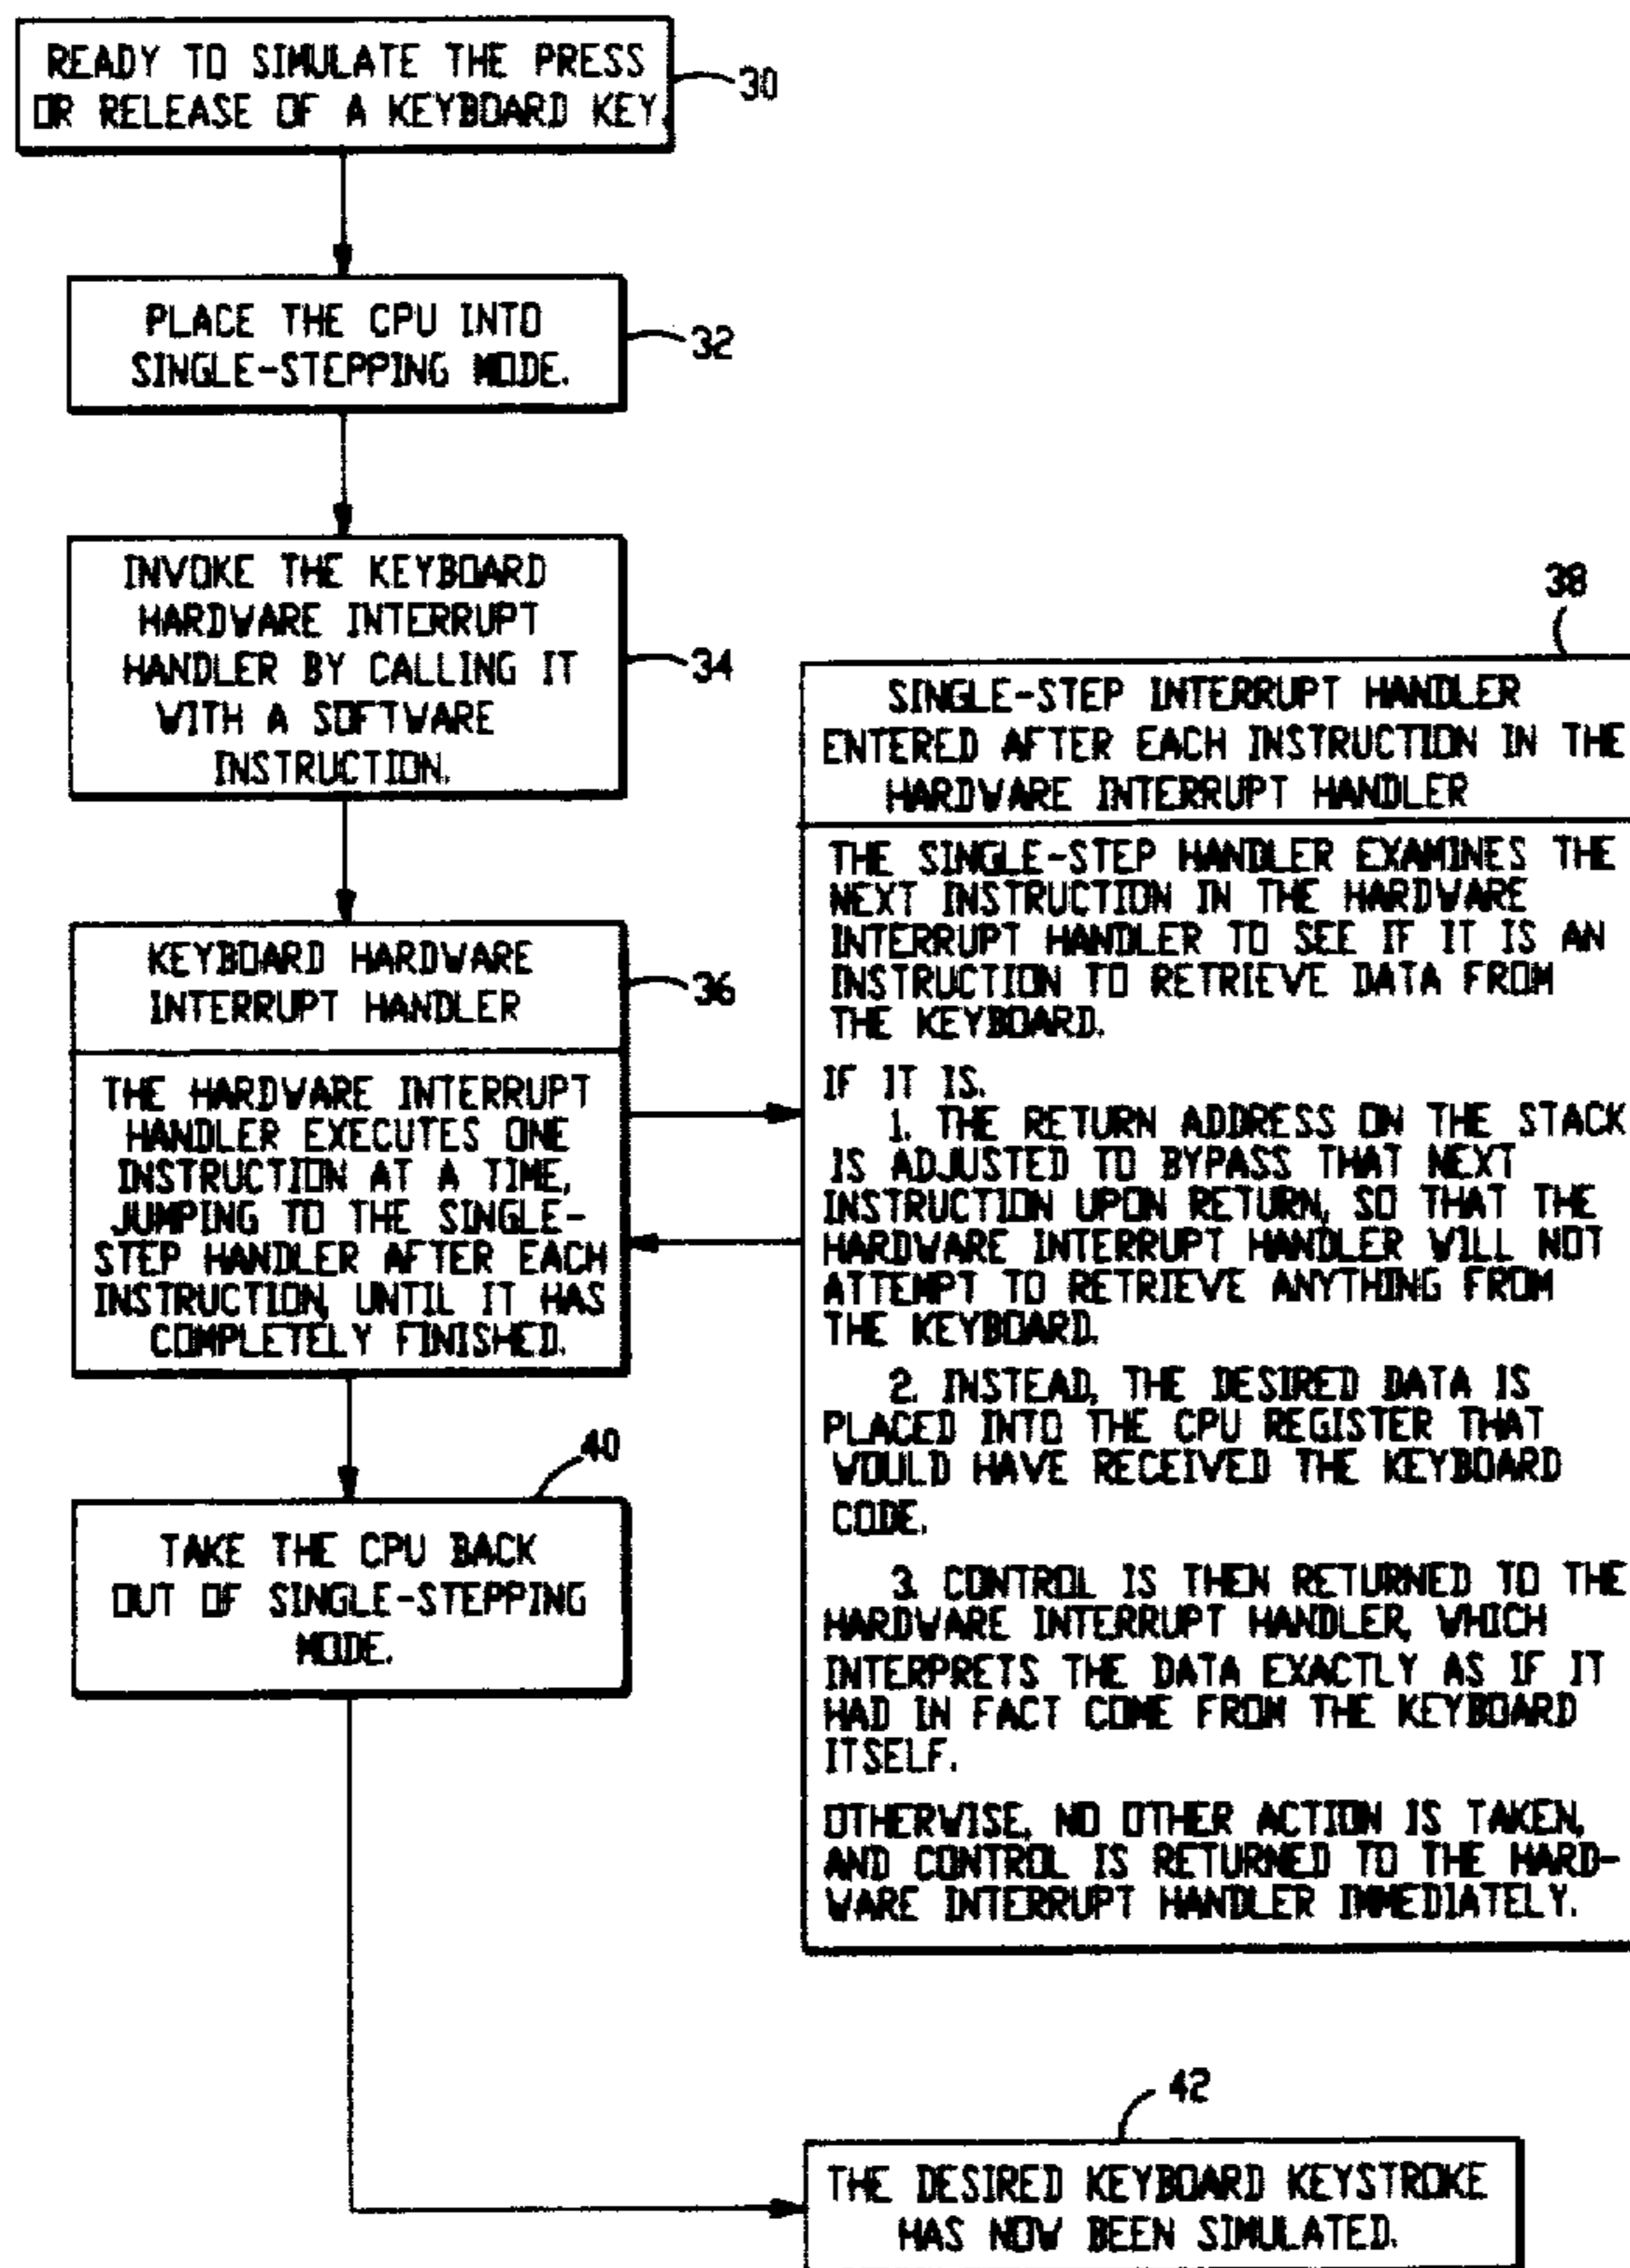 READY TO SIMULATE THE PRESS
OR RELEASE OF A KEYBOARD KEY.
30
PLACE THE CPU INTO
SINGLE-STEPPING MODE.
32
INVOKE THE KEYBOARD
HARDWARE INTERRUPT
HANDLER BY CALLING IT
WITH A SOFTWARE
INSTRUCTION.
34
KEYBOARD HARDWARE
INTERRUPT HANDLER
36
THE HARDWARE INTERRUPT
HANDLER EXECUTES ONE
INSTRUCTION AT A TIME,
JUMPING TO THE SINGLE-
STEP HANDLER AFTER EACH
INSTRUCTION, UNTIL IT HAS
COMPLETELY FINISHED.
38
SINGLE-STEP INTERRUPT HANDLER
ENTERED AFTER EACH INSTRUCTION IN THE
HARDWARE INTERRUPT HANDLER
THE SINGLE-STEP HANDLER EXAMINES THE
NEXT INSTRUCTION IN THE HARDWARE
INTERRUPT HANDLER TO SEE IF IT IS AN
INSTRUCTION TO RETRIEVE DATA FROM
THE KEYBOARD.
IF IT IS.
1. THE RETURN ADDRESS ON THE STACK
IS ADJUSTED TO BYPASS THAT NEXT
INSTRUCTION UPON RETURN, SO THAT THE
HARDWARE INTERRUPT HANDLER WILL NOT
ATTEMPT TO RETRIEVE ANYTHING FROM
THE KEYBOARD.
2. INSTEAD, THE DESIRED DATA IS
PLACED INTO THE CPU REGISTER THAT
WOULD HAVE RECEIVED THE KEYBOARD
CODE.
3. CONTROL IS THEN RETURNED TO THE
HARDWARE INTERRUPT HANDLER, WHICH
INTERPRETS THE DATA EXACTLY AS IF IT
HAD IN FACT COME FROM THE KEYBOARD
ITSELF.
OTHERWISE, NO OTHER ACTION IS TAKEN,
AND CONTROL IS RETURNED TO THE HARD-
WARE INTERRUPT HANDLER IMMEDIATELY.
40
TAKE THE CPU BACK
OUT OF SINGLE-STEPPING
MODE.
42
THE DESIRED KEYBOARD KEYSTROKE
HAS NOW BEEN SIMULATED.